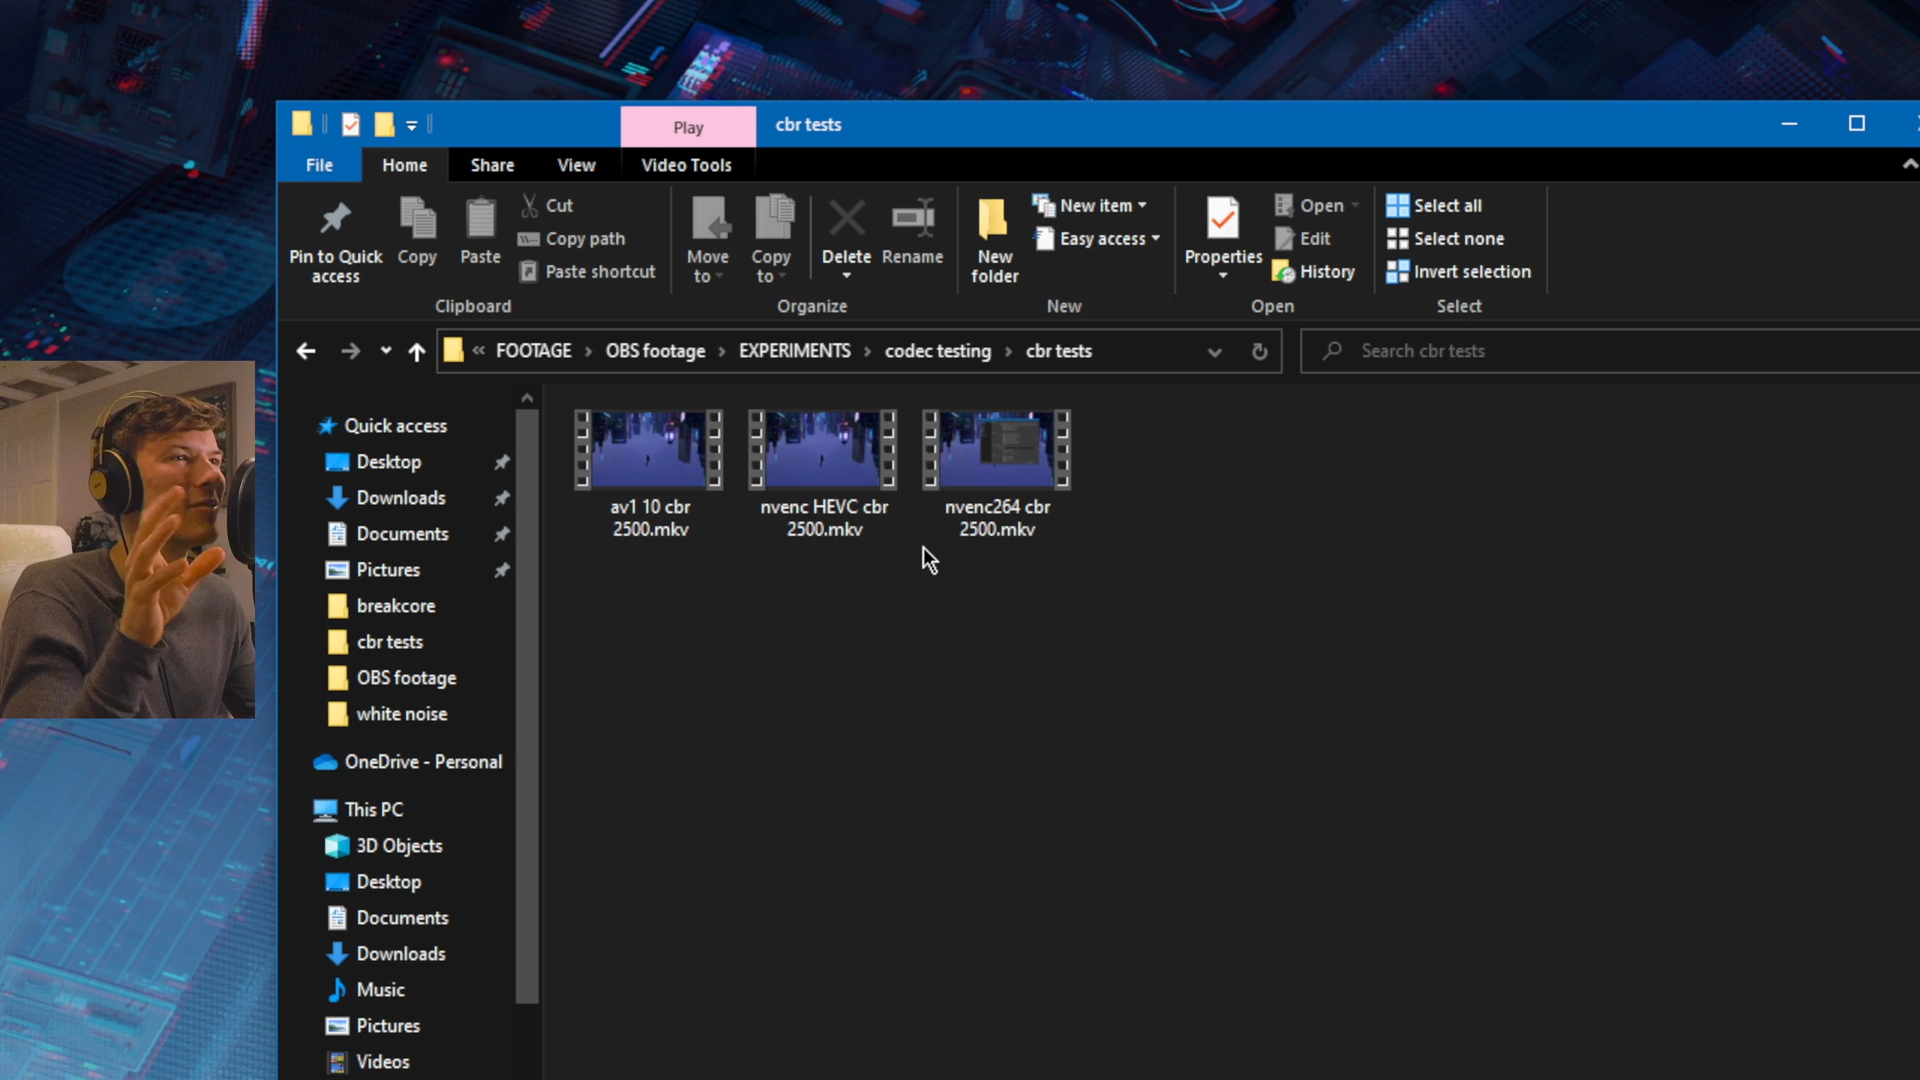 Play
cbr tests
File
Home
Share
View
Video Tools
Pin to Quick
access
Copy
Paste
Cut
Copy path
Paste shortcut
Clipboard
Move
to
Copy
to
Delete
Rename
Organize
New
folder
New item
Easy access
New
Properties
Open
Edit
History
Open
Select all
Select none
Invert selection
Select
« FOOTAGE › OBS footage › EXPERIMENTS › codec testing › cbr tests
Search cbr tests
Quick access
Desktop
Downloads
Documents
Pictures
breakcore
cbr tests
OBS footage
white noise
OneDrive - Personal
This PC
3D Objects
Desktop
Documents
Downloads
Music
Pictures
Videos
av1 10 cbr
2500.mkv
nvenc HEVC cbr
2500.mkv
nvenc264 cbr
2500.mkv